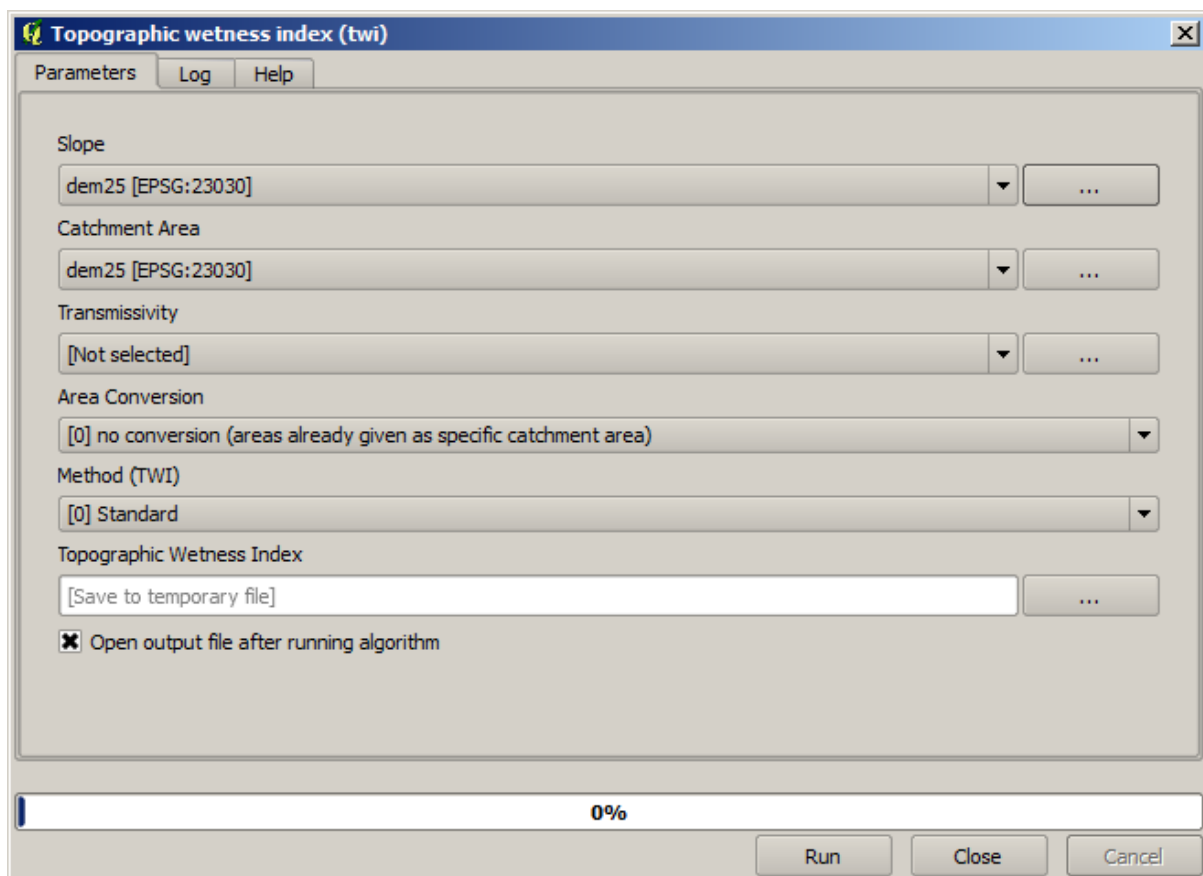 Topographic wetness index (twi)
Parameters Log Help
Slope
dem25 [EPSG:23030]
...
Catchment Area
dem25 [EPSG:23030]
...
Transmissivity
[Not selected]
...
Area Conversion
[0] no conversion (areas already given as specific catchment area)
Method (TWI)
[0] Standard
Topographic Wetness Index
[Save to temporary file]
...
Open output file after running algorithm
0%
Run Close Cancel